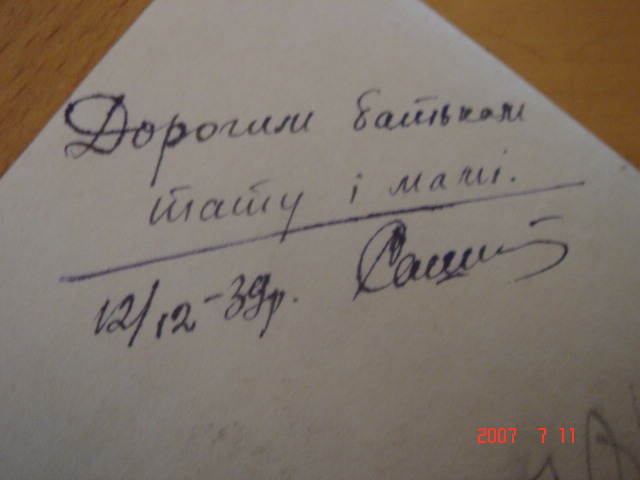 Дорогим батькам
тату і мамі.
12/12-39р.
2007 7 11